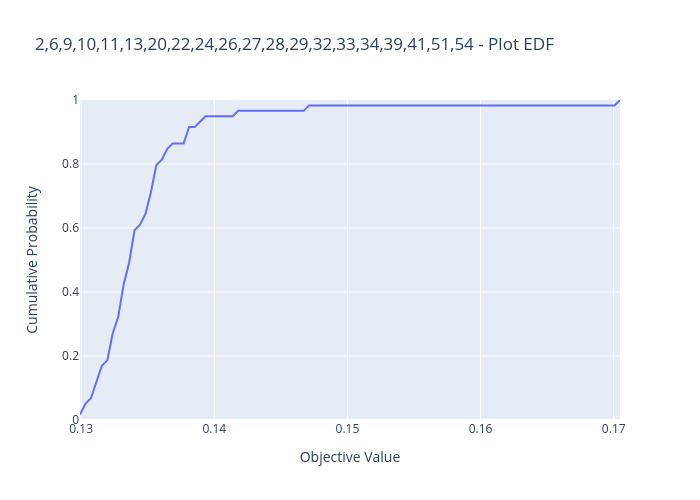 2,6,9,10,11,13,20,22,24,26,27,28,29,32,33,34,39,41,51,54 - Plot EDF
1
0.8
0.6
0.4
0.2
0
Cumulative Probability
0.13 0.14 0.15 0.16 0.17
Objective Value